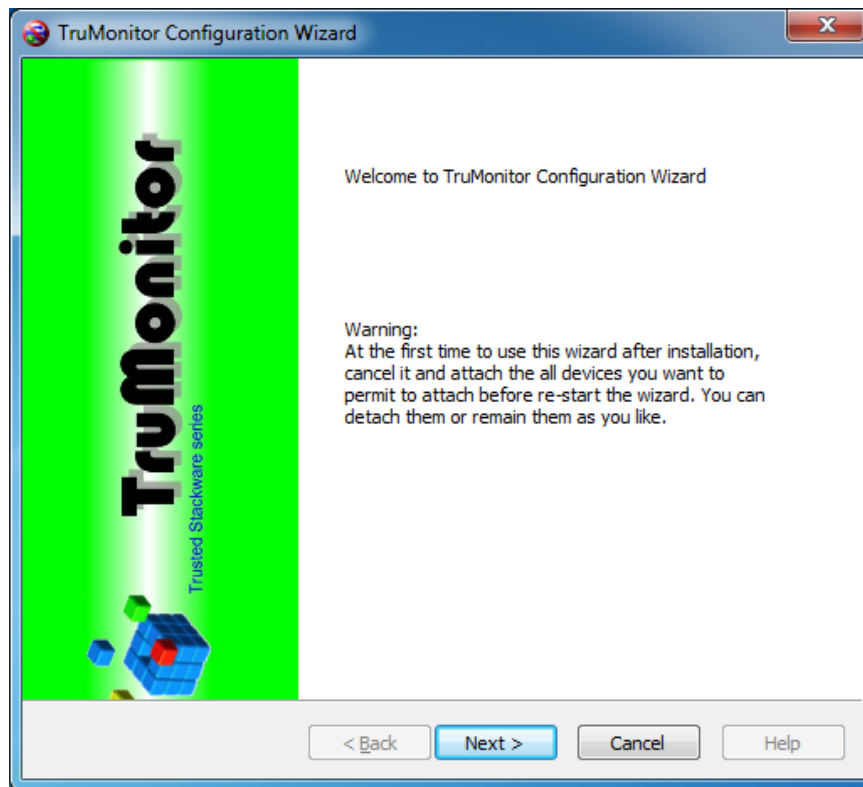 TruMonitor Configuration Wizard
TruMonitor
Trusted Stackware series
Welcome to TruMonitor Configuration Wizard
Warning:
At the first time to use this wizard after installation,
cancel it and attach the all devices you want to
permit to attach before re-start the wizard. You can
detach them or remain them as you like.
< Back
Next >
Cancel
Help